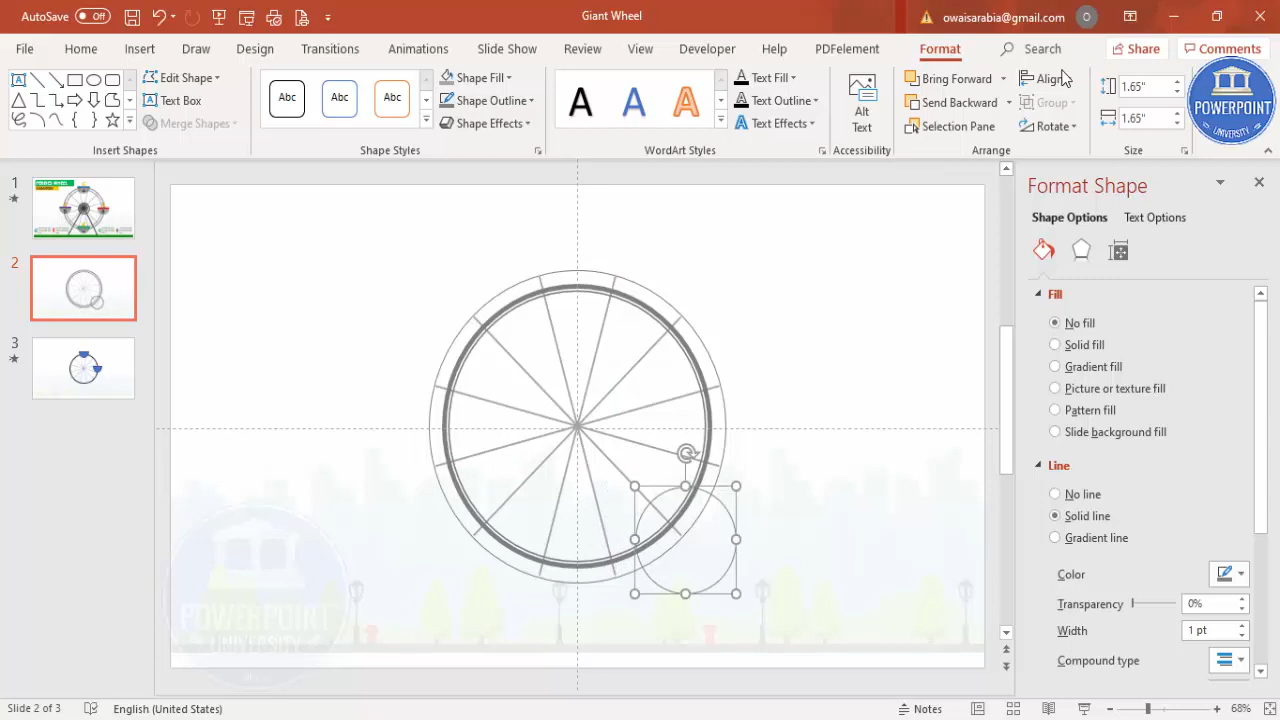 AutoSave Off
Giant Wheel
owaisarabia@gmail.com O
File Home Insert Draw Design Transitions Animations Slide Show Review View Developer Help PDFelement Format Search Share Comments
Edit Shape
Text Box
Merge Shapes
Insert Shapes
Abc Abc Abc
Shape Fill
Shape Outline
Shape Effects
Shape Styles
A A A
Text Fill
Text Outline
Text Effects
WordArt Styles
Alt
Text
Accessibility
Bring Forward
Send Backward
Selection Pane
Align
Group
Rotate
Arrange
1.65"
1.65"
Size
POWERPOINT
UNIVERSITY
1
2
3
POWERPOINT
UNIVERSITY
Format Shape
Shape Options Text Options
Fill
No fill
Solid fill
Gradient fill
Picture or texture fill
Pattern fill
Slide background fill
Line
No line
Solid line
Gradient line
Color
Transparency 0%
Width 1 pt
Compound type
Slide 2 of 3 English (United States) Notes 68%